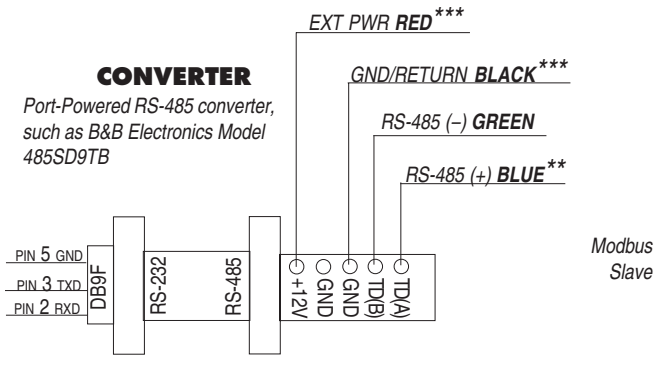 EXT PWR RED***
CONVERTER
GND/RETURN BLACK***
Port-Powered RS-485 converter,
such as B&B Electronics Model
485SD9TB
RS-485 (–) GREEN
RS-485 (+) BLUE**
Modbus
Slave
PIN 5 GND
PIN 3 TXD
PIN 2 RXD
DB9F
RS-232
RS-485
+12V
GND
GND
TD(B)
TD(A)